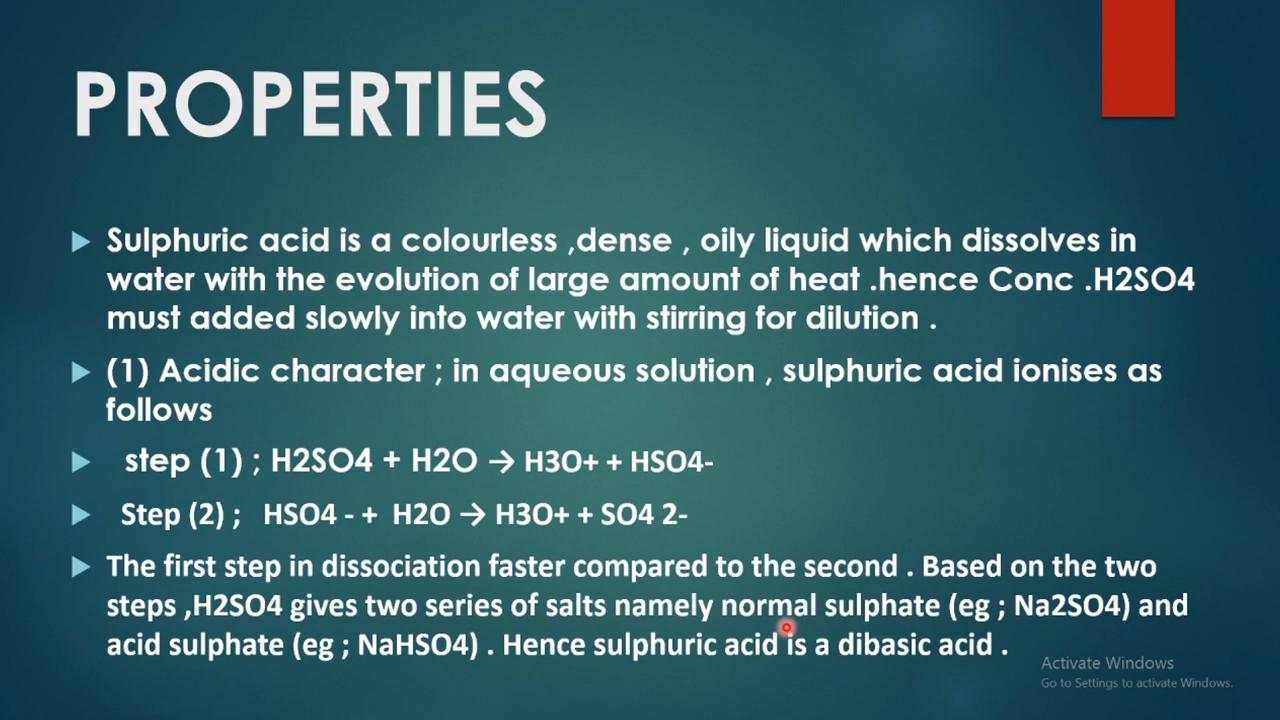 PROPERTIES
Sulphuric acid is a colourless ,dense , oily liquid which dissolves in
water with the evolution of large amount of heat .hence Conc .H2SO4
must added slowly into water with stirring for dilution .
(1) Acidic character ; in aqueous solution , sulphuric acid ionises as
follows
step (1) ; H2SO4 + H2O → H3O+ + HSO4-
Step (2) ; HSO4 - + H2O → H3O+ + SO4 2-
The first step in dissociation faster compared to the second . Based on the two
steps ,H2SO4 gives two series of salts namely normal sulphate (eg ; Na2SO4) and
acid sulphate (eg ; NaHSO4) . Hence sulphuric acid is a dibasic acid .
Activate Windows
Go to Settings to activate Windows.